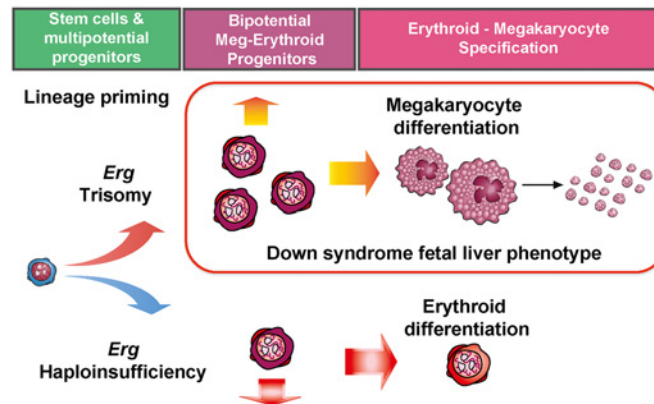 Stem cells &
multipotential
progenitors
Bipotential
Meg-Erythroid
Progenitors
Erythroid - Megakaryocyte
Specification
Lineage priming
Megakaryocyte
differentiation
Erg
Trisomy
Down syndrome fetal liver phenotype
Erythroid
differentiation
Erg
Haploinsufficiency